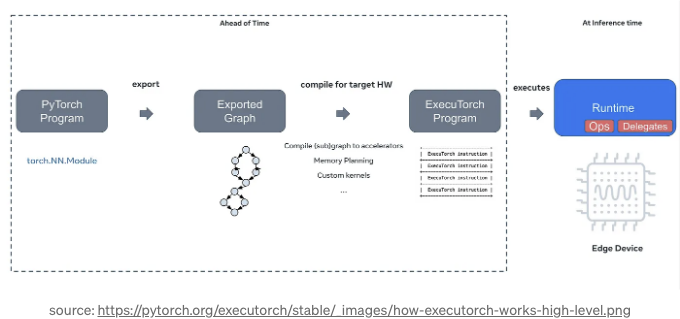 Ahead of Time
At Inference time
export
compile for target HW
executes
PyTorch
Program
Exported
Graph
ExecuTorch
Program
Runtime
Ops
Delegates
torch.NN.Module
Compile (sub)graph to accelerators
Memory Planning
Custom kernels
...
ExecuTorch instruction
ExecuTorch instruction
ExecuTorch instruction
ExecuTorch instruction
Edge Device
source: https://pytorch.org/executorch/stable/_images/how-executorch-works-high-level.png